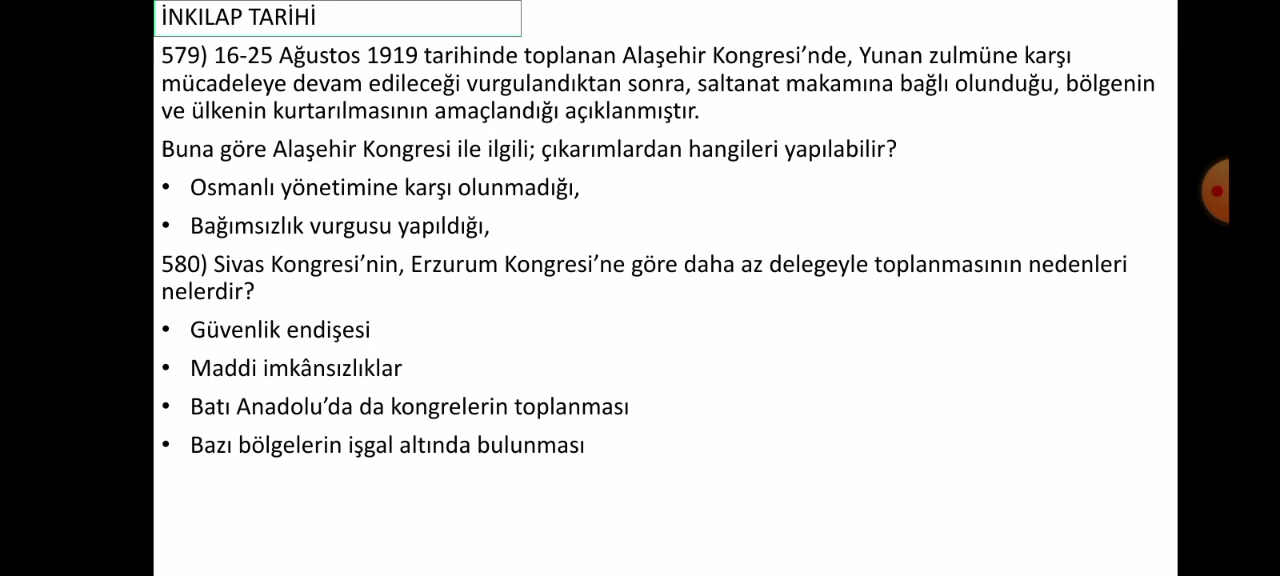 İNKILAP TARİHİ
579) 16-25 Ağustos 1919 tarihinde toplanan Alaşehir Kongresi’nde, Yunan zulmüne karşı
mücadeleye devam edileceği vurgulandıktan sonra, saltanat makamına bağlı olunduğu, bölgenin
ve ülkenin kurtarılmasının amaçlandığı açıklanmıştır.
Buna göre Alaşehir Kongresi ile ilgili; çıkarımlardan hangileri yapılabilir?
• Osmanlı yönetimine karşı olunmadığı,
• Bağımsızlık vurgusu yapıldığı,
580) Sivas Kongresi’nin, Erzurum Kongresi’ne göre daha az delegeyle toplanmasının nedenleri
nelerdir?
• Güvenlik endişesi
• Maddi imkânsızlıklar
• Batı Anadolu’da da kongrelerin toplanması
• Bazı bölgelerin işgal altında bulunması